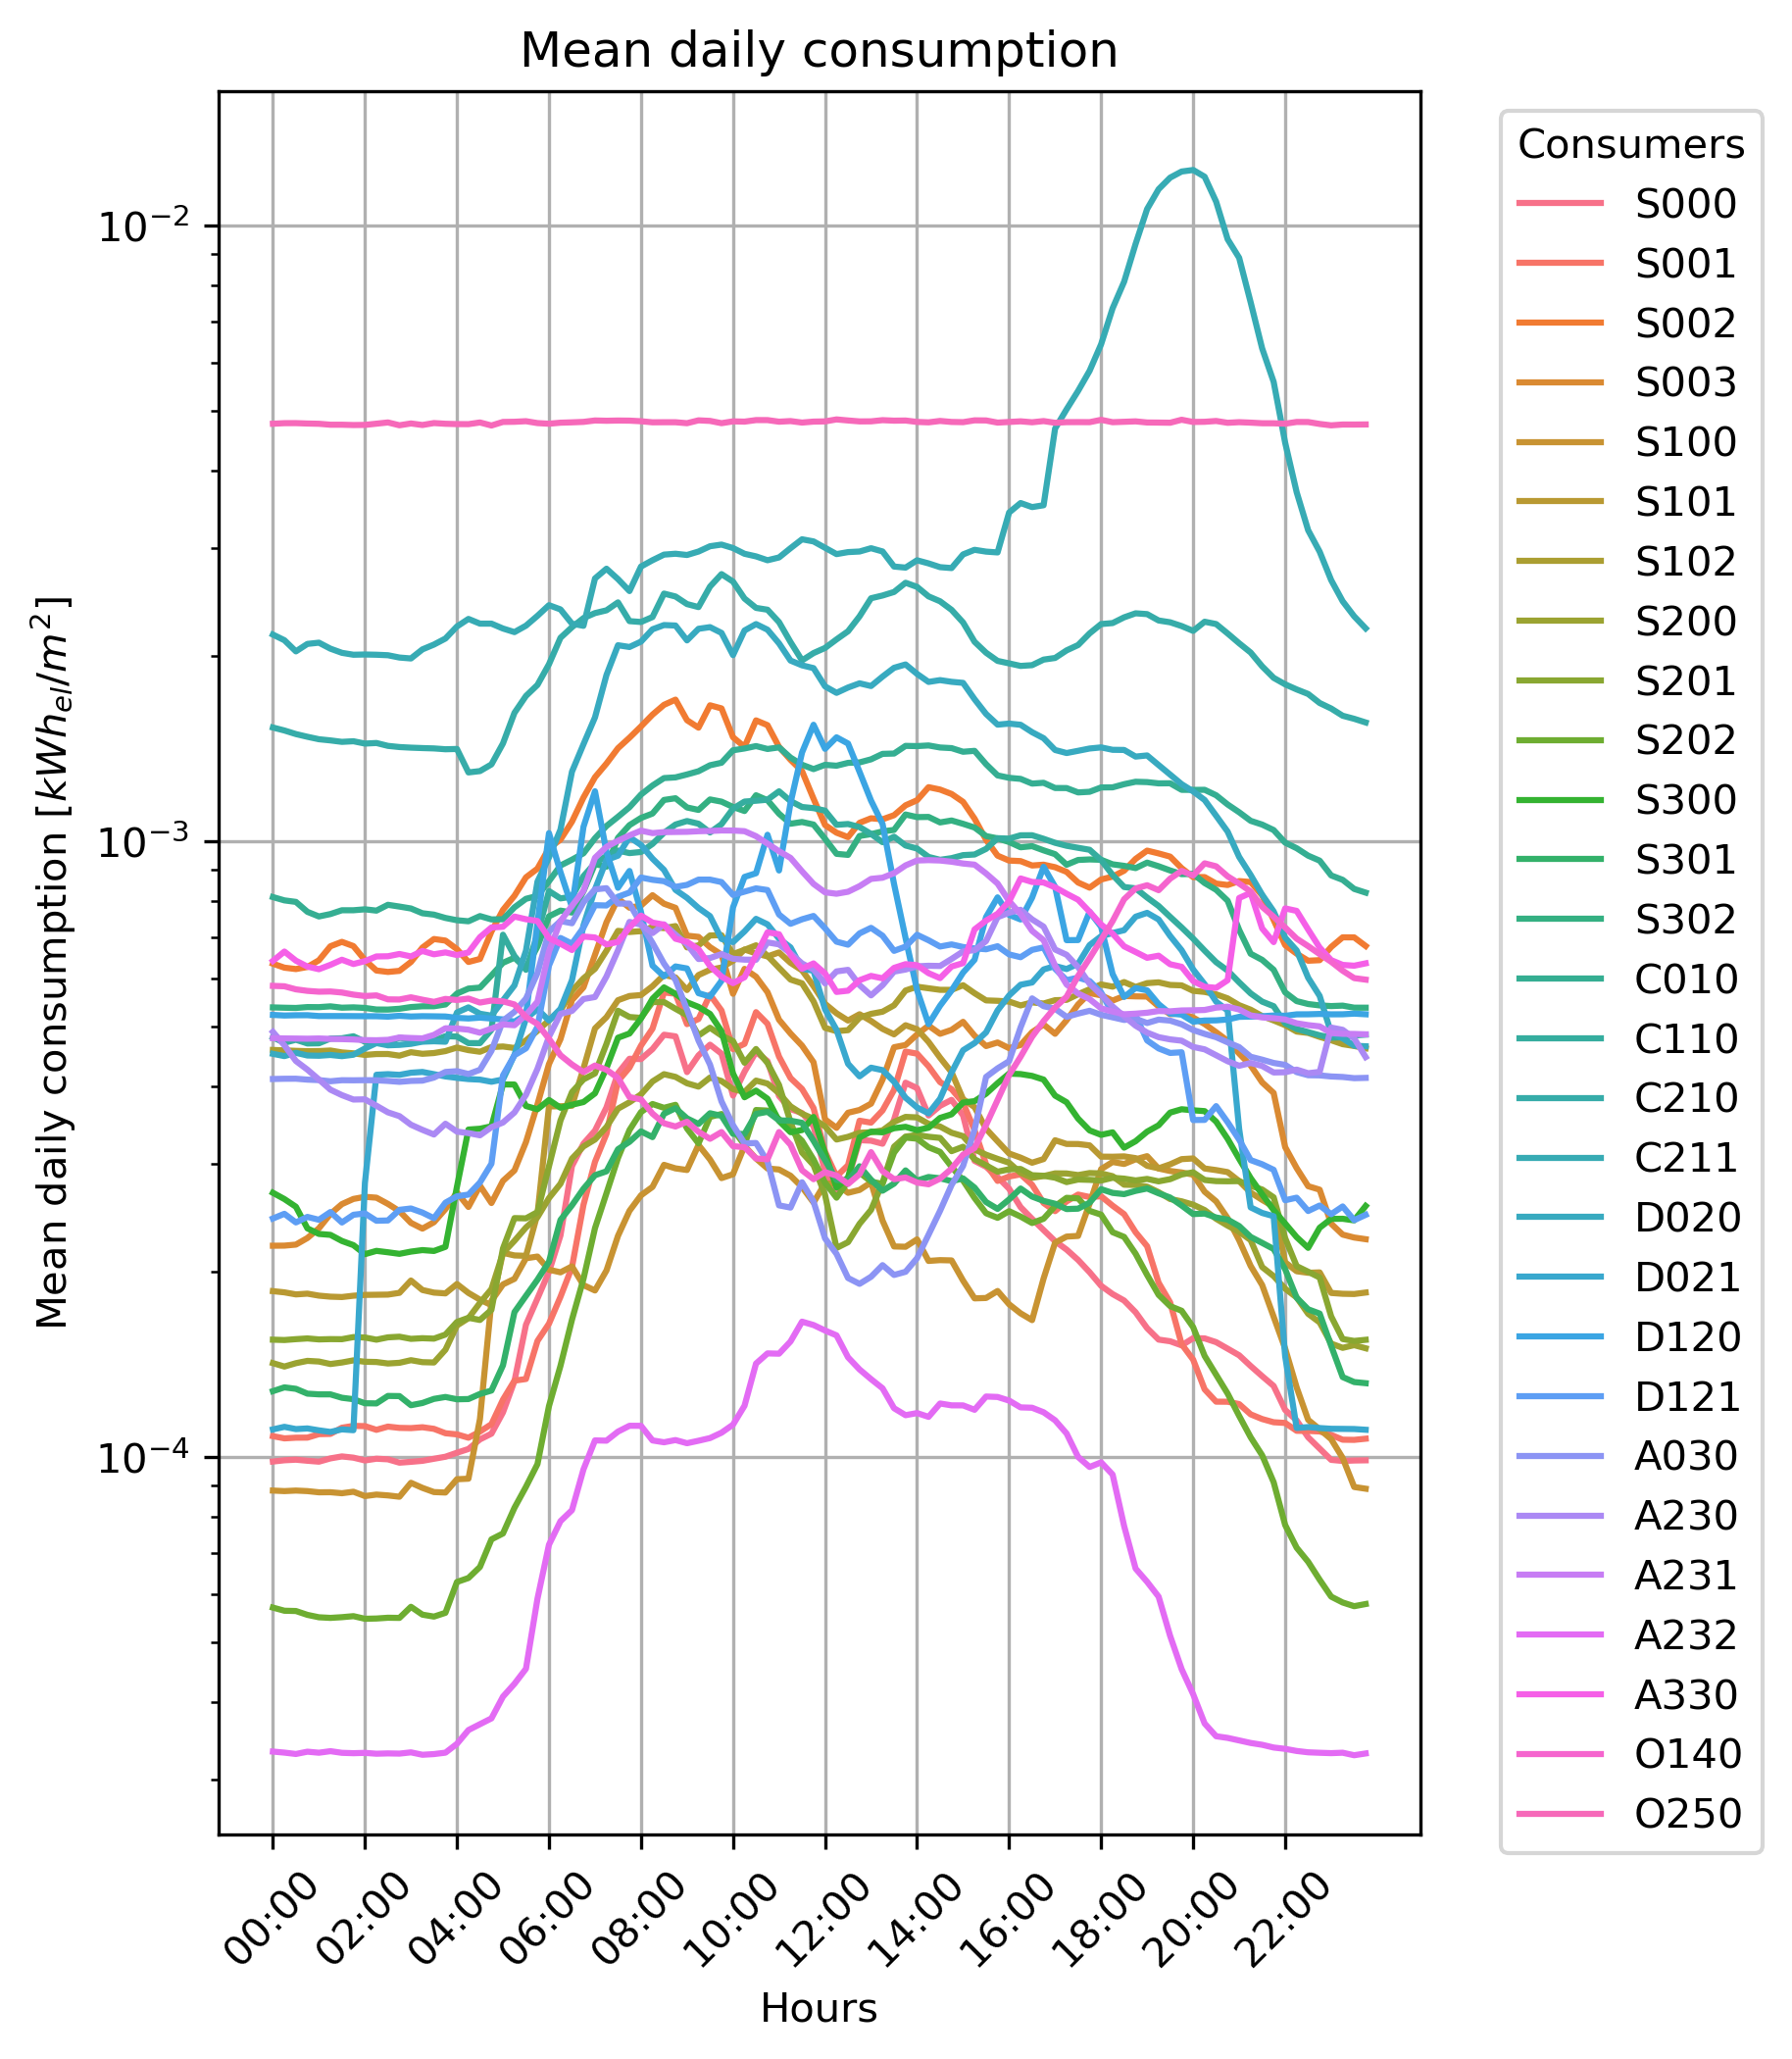 Mean daily consumption
Mean daily consumption [kWh_el/m^2]
10^−2
10^−3
10^−4
00:00
02:00
04:00
06:00
08:00
10:00
12:00
14:00
16:00
18:00
20:00
22:00
Hours
Consumers
S000
S001
S002
S003
S100
S101
S102
S200
S201
S202
S300
S301
S302
C010
C110
C210
C211
D020
D021
D120
D121
A030
A230
A231
A232
A330
O140
O250